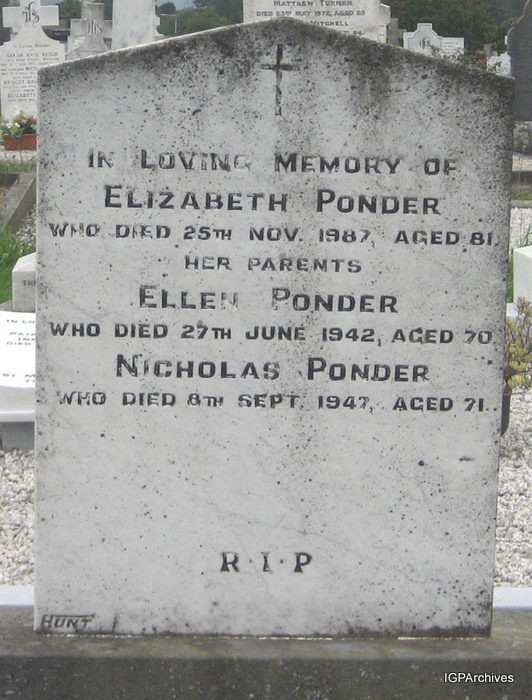 MATTHEW TURNER
IN LOVING MEMORY OF
ELIZABETH PONDER
WHO DIED 25TH NOV. 1987, AGED 81.
HER PARENTS
ELLEN PONDER
WHO DIED 27TH JUNE 1942, AGED 70
NICHOLAS PONDER
WHO DIED 8TH SEPT. 1947, AGED 71.
R·I·P
HUNT
IGPArchives